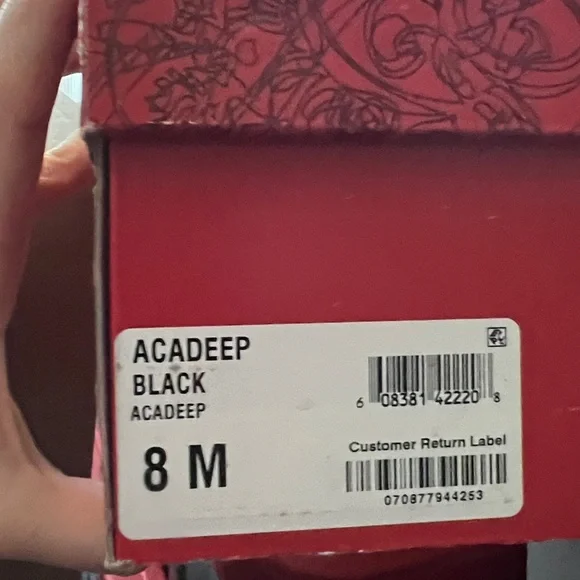 ACADEEP
BLACK
ACADEEP
8 M
6 08381 42220 8
Customer Return Label
070877944253